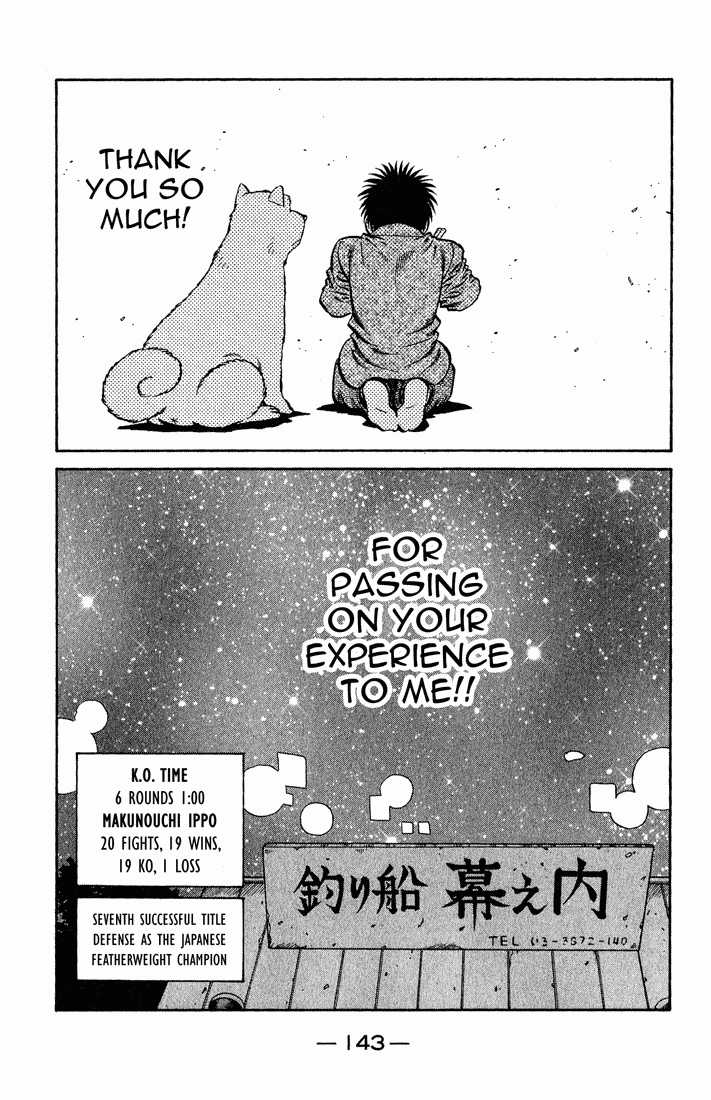 THANK
YOU SO
MUCH!
FOR
PASSING
ON YOUR
EXPERIENCE
TO ME!!
K.O. TIME
6 ROUNDS 1:00
MAKUNOUCHI IPPO
20 FIGHTS, 19 WINS,
19 KO, 1 LOSS
SEVENTH SUCCESSFUL TITLE
DEFENSE AS THE JAPANESE
FEATHERWEIGHT CHAMPION
釣り船 幕之内
TEL
— 143 —